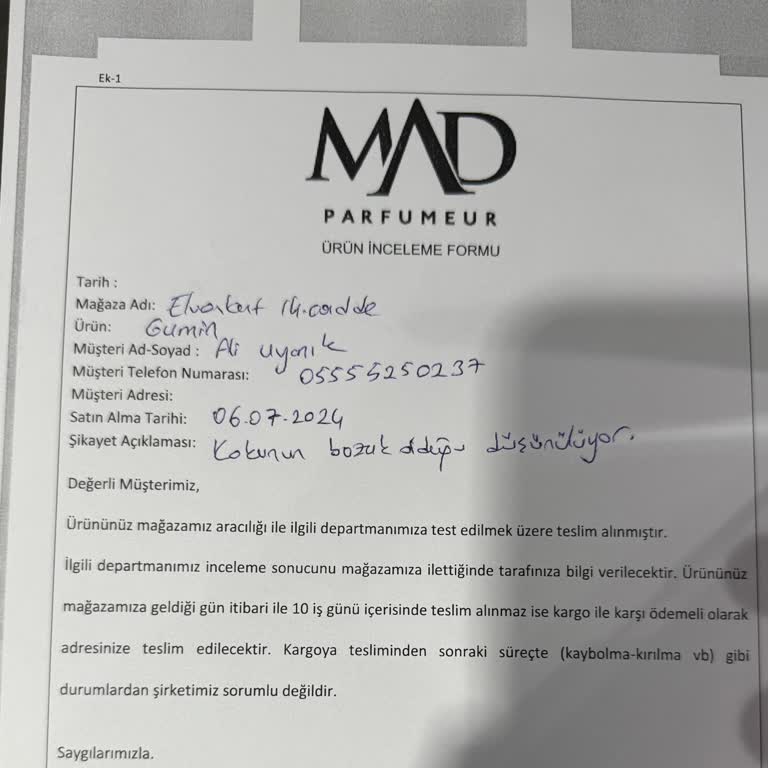 Ek-1
MAD
PARFUMEUR
ÜRÜN İNCELEME FORMU
Tarih :
Mağaza Adı: Elvankent 14.cadde
Ürün: Gumin
Müşteri Ad-Soyad : Ali uyanık
Müşteri Telefon Numarası: 05555250237
Müşteri Adresi:
Satın Alma Tarihi: 06.07.2024
Şikayet Açıklaması: Kokunun bozuk olduğu düşünülüyor.
Değerli Müşterimiz,
Ürününüz mağazamız aracılığı ile ilgili departmanımıza test edilmek üzere teslim alınmıştır.
İlgili departmanımız inceleme sonucunu mağazamıza ilettiğinde tarafınıza bilgi verilecektir. Ürününüz
mağazamıza geldiği gün itibari ile 10 iş günü içerisinde teslim alınmaz ise kargo ile karşı ödemeli olarak
adresinize teslim edilecektir. Kargoya tesliminden sonraki süreçte (kaybolma-kırılma vb) gibi
durumlardan şirketimiz sorumlu değildir.
Saygılarımızla.